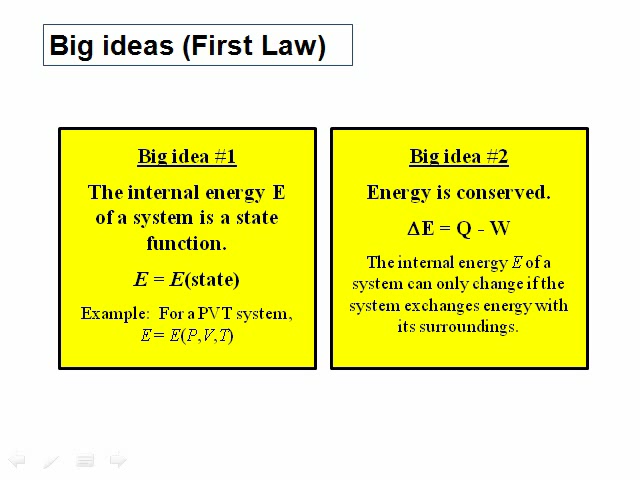 Big ideas (First Law)
Big idea #1
The internal energy E
of a system is a state
function.
E = E(state)
Example:  For a PVT system,
E = E(P,V,T)
Big idea #2
Energy is conserved.
ΔE = Q - W
The internal energy E of a
system can only change if the
system exchanges energy with
its surroundings.